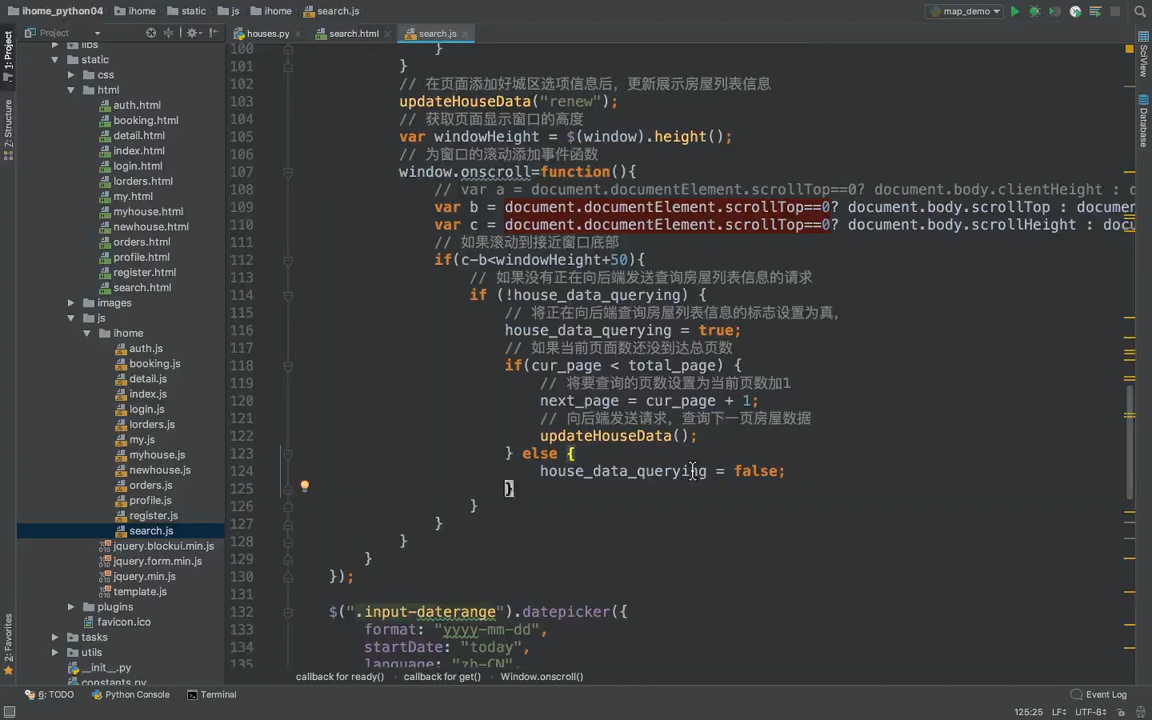 ihome_python04
ihome
static
js
ihome
search.js
map_demo
Project
houses.py
search.html
search.js
1: Project
Z: Structure
2: Favorites
SciView
Database
libs
static
css
html
auth.html
booking.html
detail.html
index.html
login.html
lorders.html
my.html
myhouse.html
newhouse.html
orders.html
profile.html
register.html
search.html
images
js
ihome
auth.js
booking.js
detail.js
index.js
login.js
lorders.js
my.js
myhouse.js
newhouse.js
orders.js
profile.js
register.js
search.js
jquery.blockui.min.js
jquery.form.min.js
jquery.min.js
template.js
plugins
favicon.ico
tasks
utils
__init__.py
constants.py
100 }
101 }
102 // 在页面添加好城区选项信息后，更新展示房屋列表信息
103 updateHouseData("renew");
104 // 获取页面显示窗口的高度
105 var windowHeight = $(window).height();
106 // 为窗口的滚动添加事件函数
107 window.onscroll=function(){
108 // var a = document.documentElement.scrollTop==0? document.body.clientHeight : d
109 var b = document.documentElement.scrollTop==0? document.body.scrollTop : docume
110 var c = document.documentElement.scrollTop==0? document.body.scrollHeight : docu
111 // 如果滚动到接近窗口底部
112 if(c-b<windowHeight+50){
113 // 如果没有正在向后端发送查询房屋列表信息的请求
114 if (!house_data_querying) {
115 // 将正在向后端查询房屋列表信息的标志设置为真，
116 house_data_querying = true;
117 // 如果当前页面数还没到达总页数
118 if(cur_page < total_page) {
119 // 将要查询的页数设置为当前页数加1
120 next_page = cur_page + 1;
121 // 向后端发送请求，查询下一页房屋数据
122 updateHouseData();
123 } else {
124 house_data_querying = false;
125 }
126 }
127 }
128 }
129 }
130 });
131
132 $(".input-daterange").datepicker({
133 format: "yyyy-mm-dd",
134 startDate: "today",
135 language: "zh-CN",
callback for ready()
callback for get()
Window.onscroll()
6: TODO
Python Console
Terminal
Event Log
125:25
LF
UTF-8